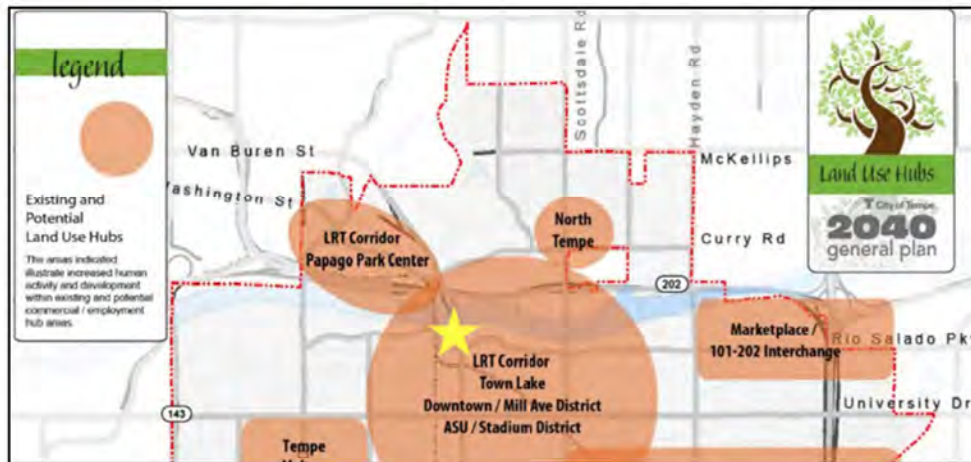 legend
Existing and
Potential
Land Use Hubs
The areas indicated
illustrate increased human
activity and development
within existing and potential
commercial / employment
hub areas.
Van Buren St
Washington St
Scottsdale Rd
Hayden Rd
McKellips
Curry Rd
202
LRT Corridor
Papago Park Center
North
Tempe
Marketplace /
101-202 Interchange
Rio Salado Pk
LRT Corridor
Town Lake
Downtown / Mill Ave District
ASU / Stadium District
143
University Dr
Tempe
Land Use Hubs
City of Tempe
2040
general plan